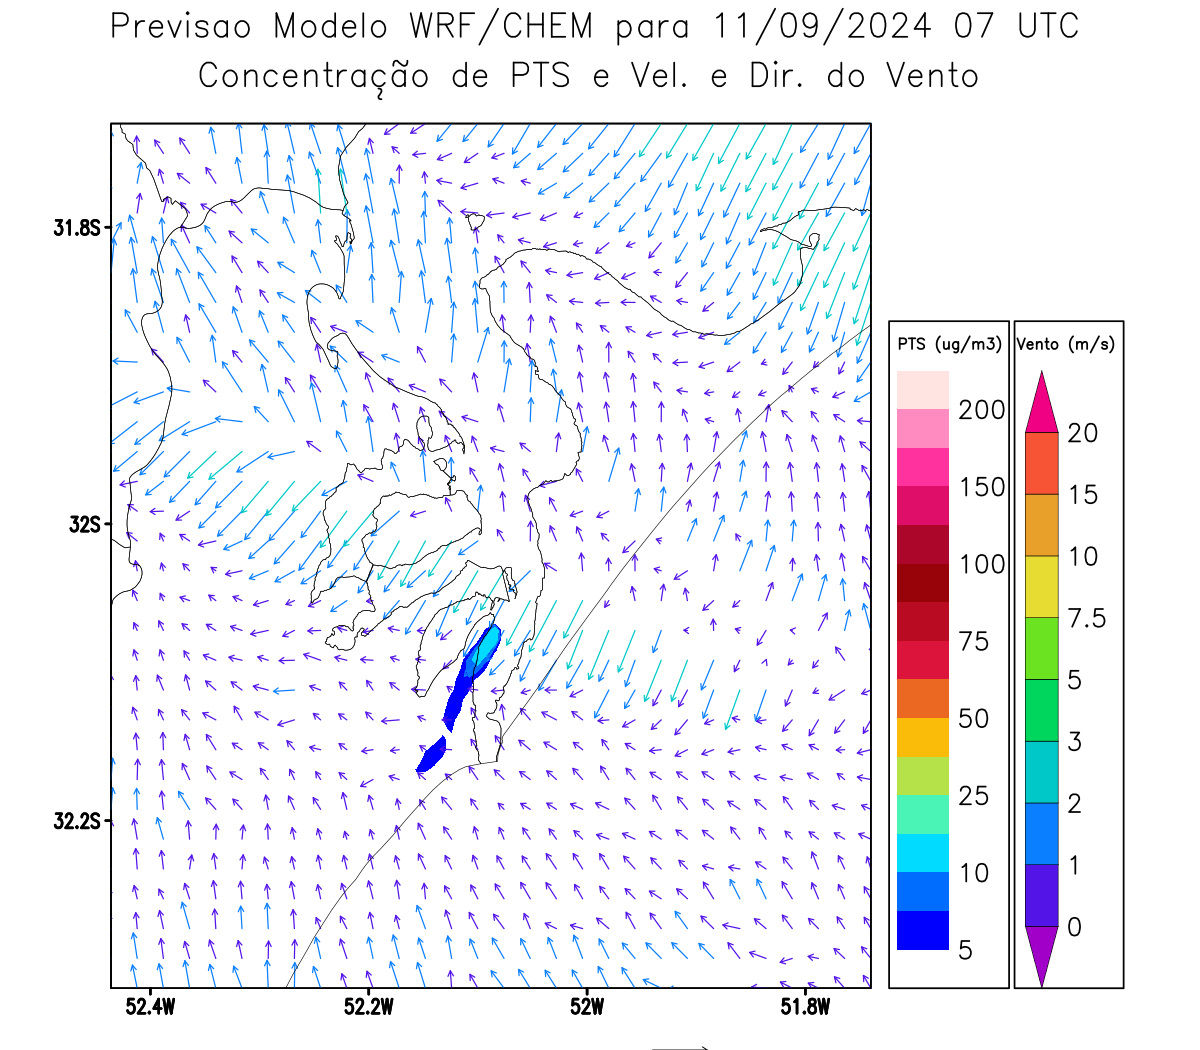 Previsao Modelo WRF/CHEM para 11/09/2024 07 UTC
Concentração de PTS e Vel. e Dir. do Vento
31.8S
32S
32.2S
52.4W
52.2W
52W
51.8W
PTS (ug/m3)
200
150
100
75
50
25
10
5
Vento (m/s)
20
15
10
7.5
5
3
2
1
0